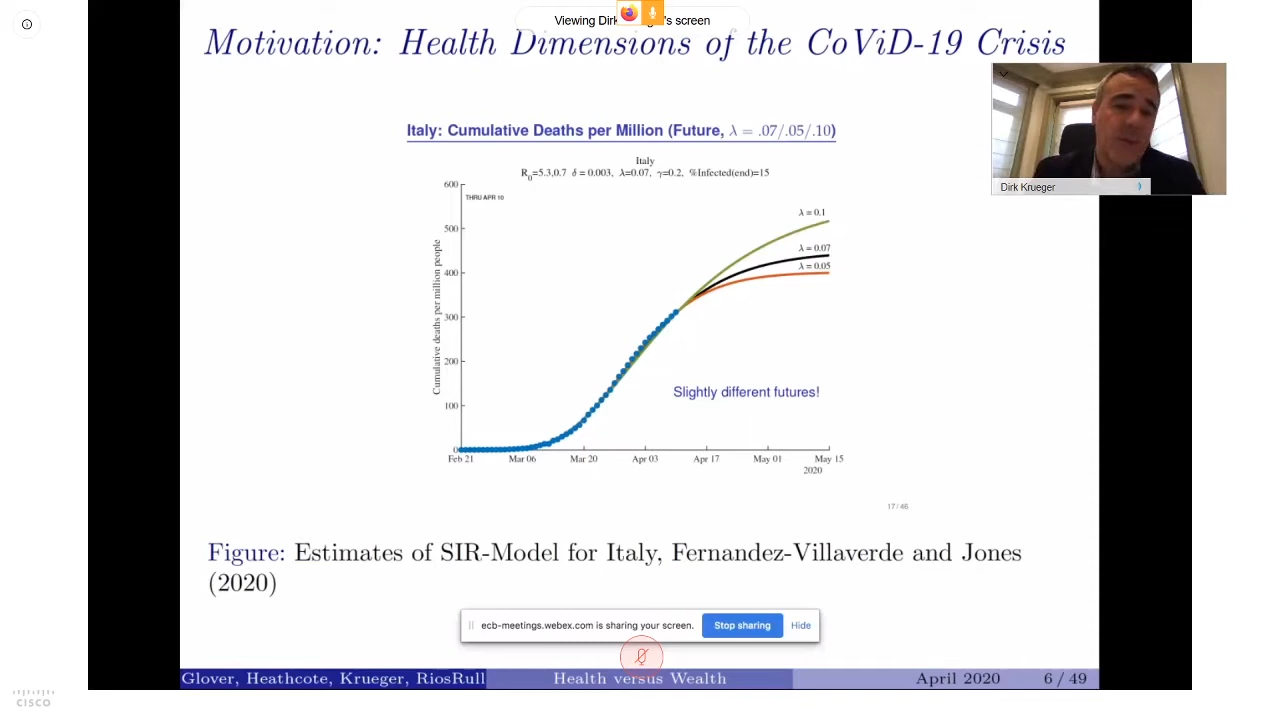 Viewing Dirk
's screen
Motivation: Health Dimensions of the CoViD-19 Crisis
Italy: Cumulative Deaths per Million (Future, λ = .07/.05/.10)
Italy
R0=5.3,0.7 δ = 0.003, λ=0.07, γ=0.2, %Infected(end)=15
THRU APR 10
Cumulative deaths per million people
600
500
400
300
200
100
0
λ = 0.1
λ = 0.07
λ = 0.05
Slightly different futures!
Feb 21 Mar 06 Mar 20 Apr 03 Apr 17 May 01 May 15
2020
17 / 46
Dirk Krueger
Figure: Estimates of SIR-Model for Italy, Fernandez-Villaverde and Jones
(2020)
ecb-meetings.webex.com is sharing your screen. Stop sharing Hide
Glover, Heathcote, Krueger, RiosRull Health versus Wealth April 2020 6 / 49
CISCO